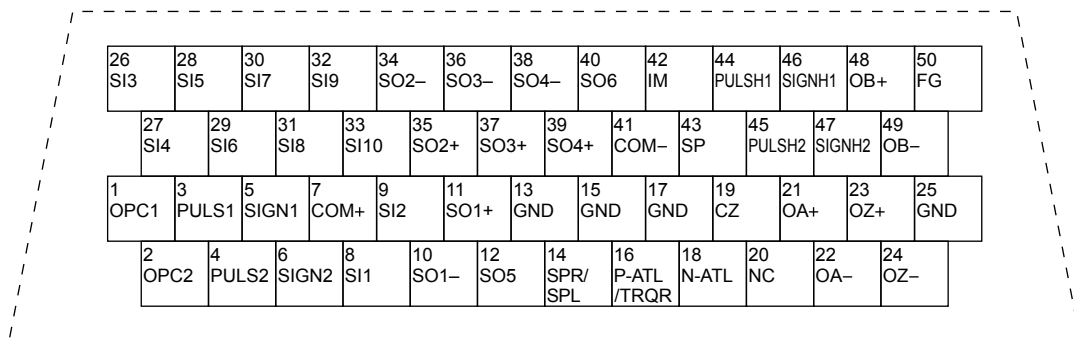 26 28 30 32 34 36 38 40 42 44 46 48 50
SI3 SI5 SI7 SI9 SO2– SO3– SO4– SO6 IM PULSH1 SIGNH1 OB+ FG
27 29 31 33 35 37 39 41 43 45 47 49
SI4 SI6 SI8 SI10 SO2+ SO3+ SO4+ COM– SP PULSH2 SIGNH2 OB–
1 3 5 7 9 11 13 15 17 19 21 23 25
OPC1 PULS1 SIGN1 COM+ SI2 SO1+ GND GND GND CZ OA+ OZ+ GND
2 4 6 8 10 12 14 16 18 20 22 24
OPC2 PULS2 SIGN2 SI1 SO1– SO5 SPR/ P-ATL N-ATL NC OA– OZ–
SPL /TRQR